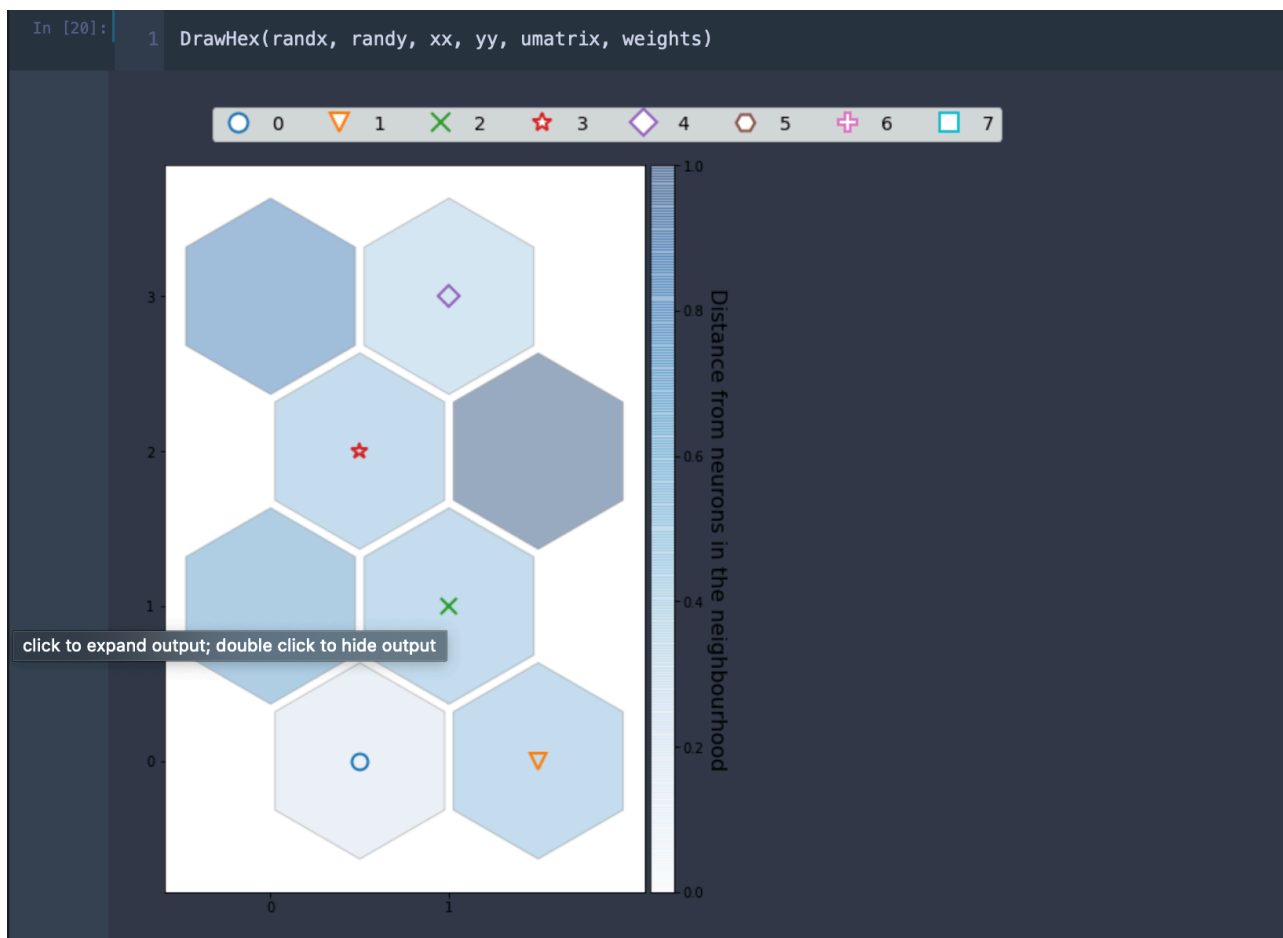 In [20]:
1 DrawHex(randx, randy, xx, yy, umatrix, weights)
0 1 2 3 4 5 6 7
1.0
3
0.8
2
0.6
1
0.4
click to expand output; double click to hide output
0
0.2
0.0
0 1
Distance from neurons in the neighbourhood